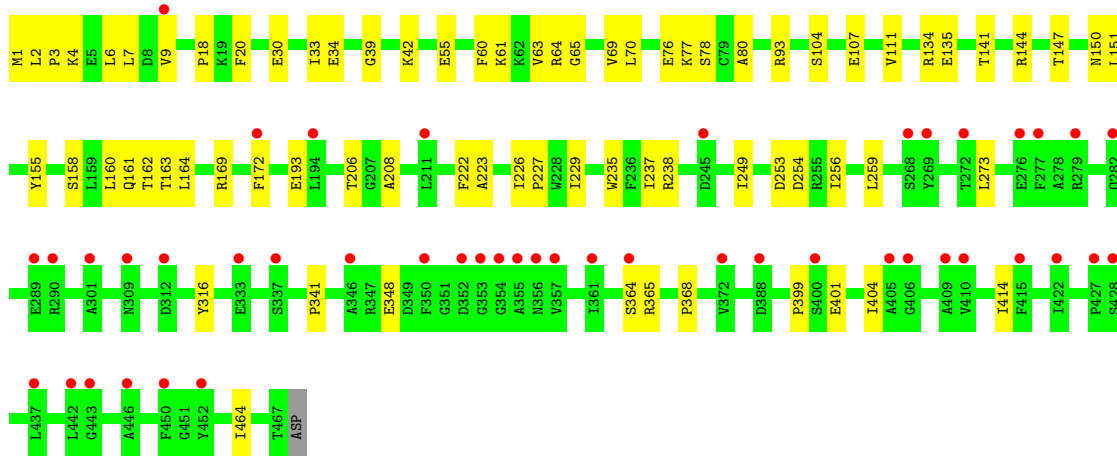 M1 L2 P3 K4 E5 L6 L7 D8 V9 P18 K19 F20 E30 I33 E34 G39 K42 E55 F60 K61 K62 V63 R64 G65 V69 L70 E76 K77 S78 C79 A80 R93 S104 E107 V111 R134 E135 T141 R144 T147 N150 L151
Y155 S158 L159 L160 Q161 T162 T163 L164 R169 F172 E193 L194 T206 G207 A208 L211 F222 A223 I226 P227 W228 I229 W235 F236 I237 R238 D245 I249 D253 D254 R255 I256 L259 S268 Y269 T272 L273 E276 F277 A278 R279 D282
E289 R290 A301 N309 D312 Y316 E333 S337 P341 A346 R347 E348 D349 F350 G351 D352 G353 G354 A355 N356 V357 I361 S364 R365 P368 V372 D388 P399 S400 E401 I404 A405 G406 A409 V410 I414 F415 I422 P427 S428
L437 L442 G443 A446 F450 G451 Y452 I464 T467 ASP